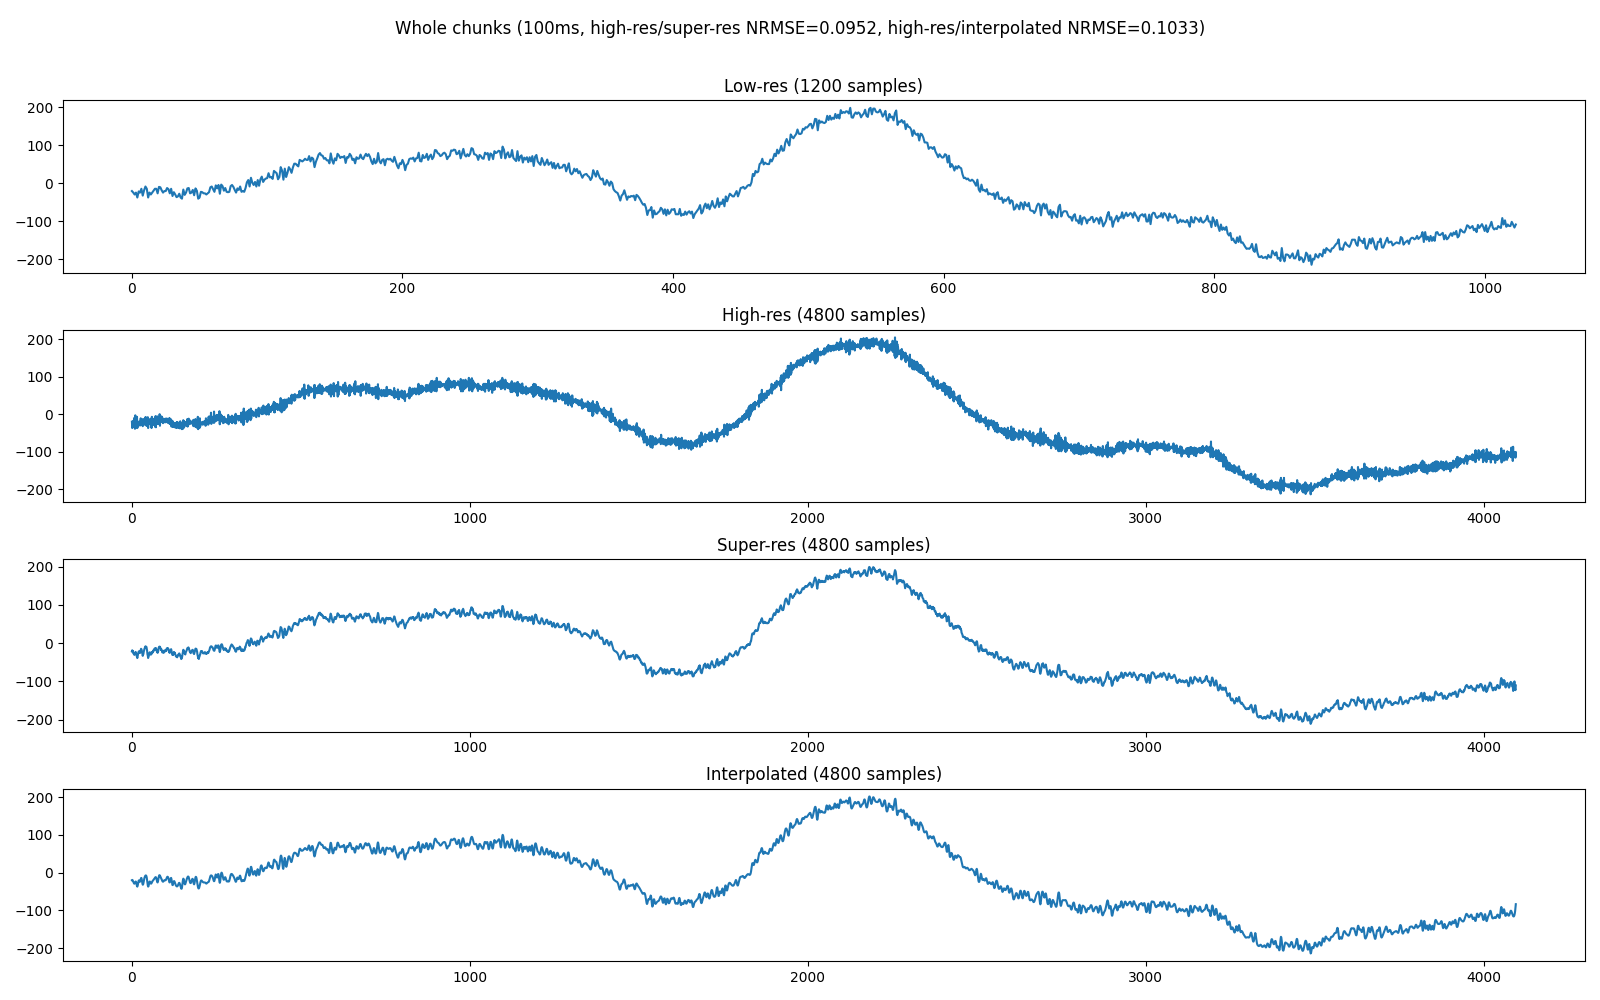 Whole chunks (100ms, high-res/super-res NRMSE=0.0952, high-res/interpolated NRMSE=0.1033)
Low-res (1200 samples)
200
100
0
−100
−200
0 200 400 600 800 1000
High-res (4800 samples)
200
100
0
−100
−200
0 1000 2000 3000 4000
Super-res (4800 samples)
200
100
0
−100
−200
0 1000 2000 3000 4000
Interpolated (4800 samples)
200
100
0
−100
−200
0 1000 2000 3000 4000